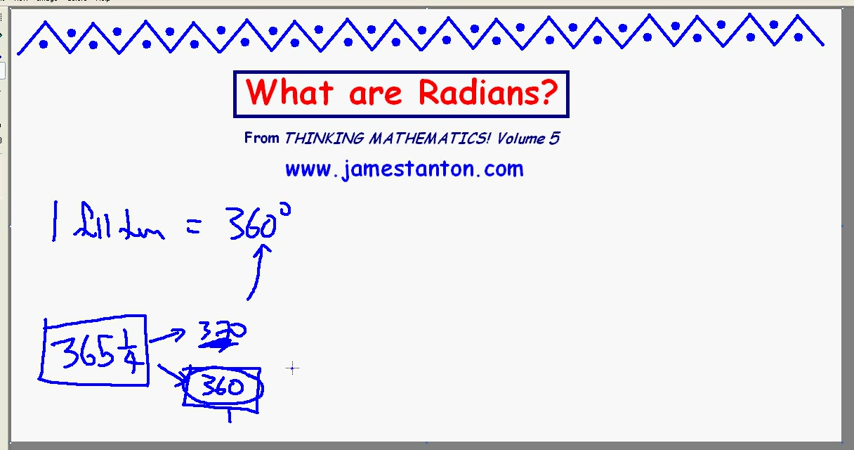 What are Radians?
From THINKING MATHEMATICS! Volume 5
www.jamestanton.com
1 full turn = 360°
365 1/4
370
360